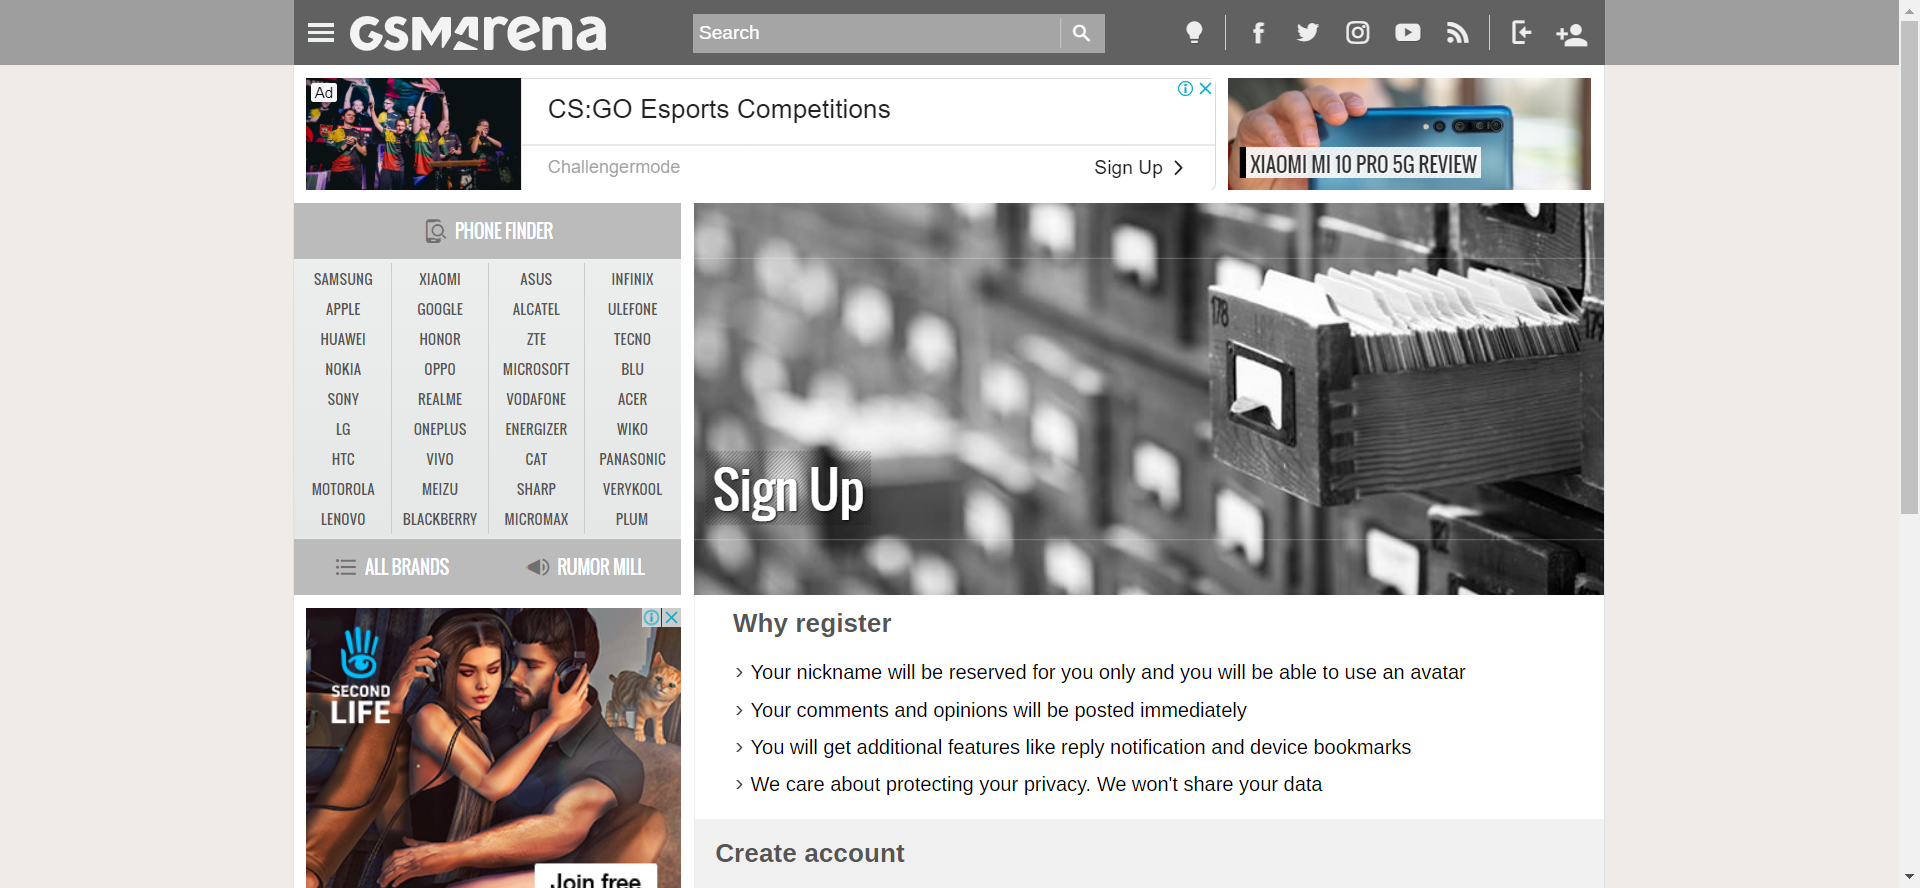 GSMArena
Search
Ad
CS:GO Esports Competitions
Challengermode
Sign Up
XIAOMI MI 10 PRO 5G REVIEW
PHONE FINDER
SAMSUNG XIAOMI ASUS INFINIX
APPLE GOOGLE ALCATEL ULEFONE
HUAWEI HONOR ZTE TECNO
NOKIA OPPO MICROSOFT BLU
SONY REALME VODAFONE ACER
LG ONEPLUS ENERGIZER WIKO
HTC VIVO CAT PANASONIC
MOTOROLA MEIZU SHARP VERYKOOL
LENOVO BLACKBERRY MICROMAX PLUM
ALL BRANDS RUMOR MILL
178
Sign Up
SECOND
LIFE
Join free
Why register
› Your nickname will be reserved for you only and you will be able to use an avatar
› Your comments and opinions will be posted immediately
› You will get additional features like reply notification and device bookmarks
› We care about protecting your privacy. We won't share your data
Create account